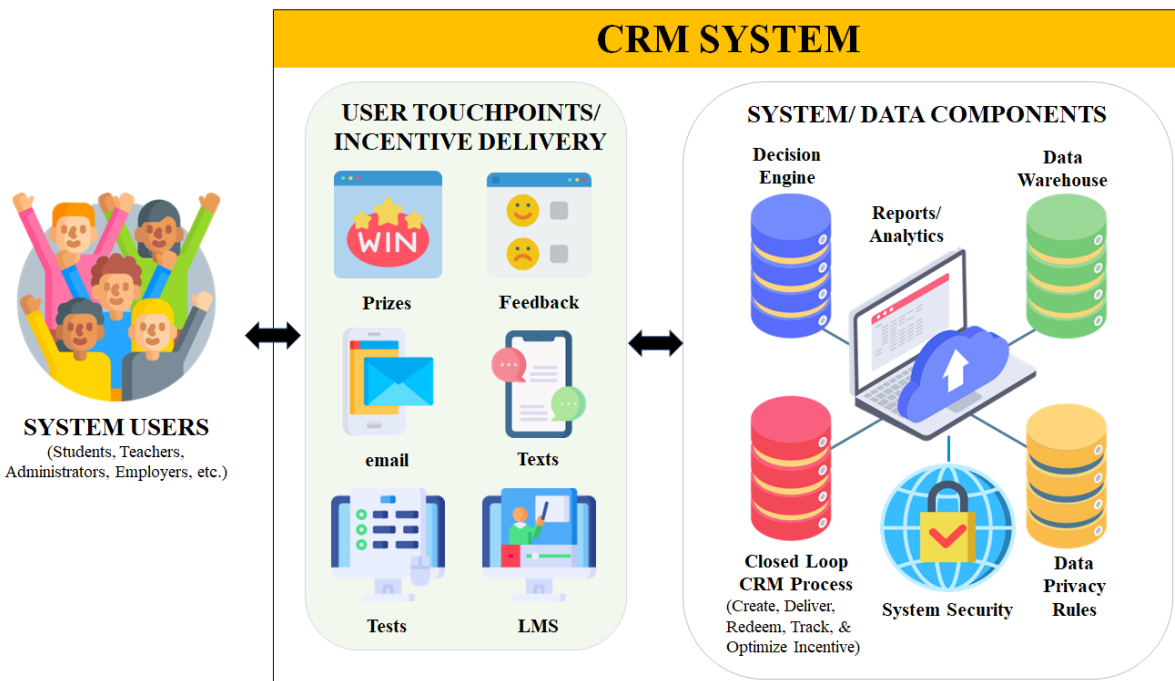 CRM SYSTEM
USER TOUCHPOINTS/
INCENTIVE DELIVERY
WIN
Prizes
Feedback
email
Texts
Tests
LMS
SYSTEM USERS
(Students, Teachers,
Administrators, Employers, etc.)
SYSTEM/ DATA COMPONENTS
Decision
Engine
Data
Warehouse
Reports/
Analytics
Closed Loop
CRM Process
(Create, Deliver,
Redeem, Track, &
Optimize Incentive)
System Security
Data
Privacy
Rules